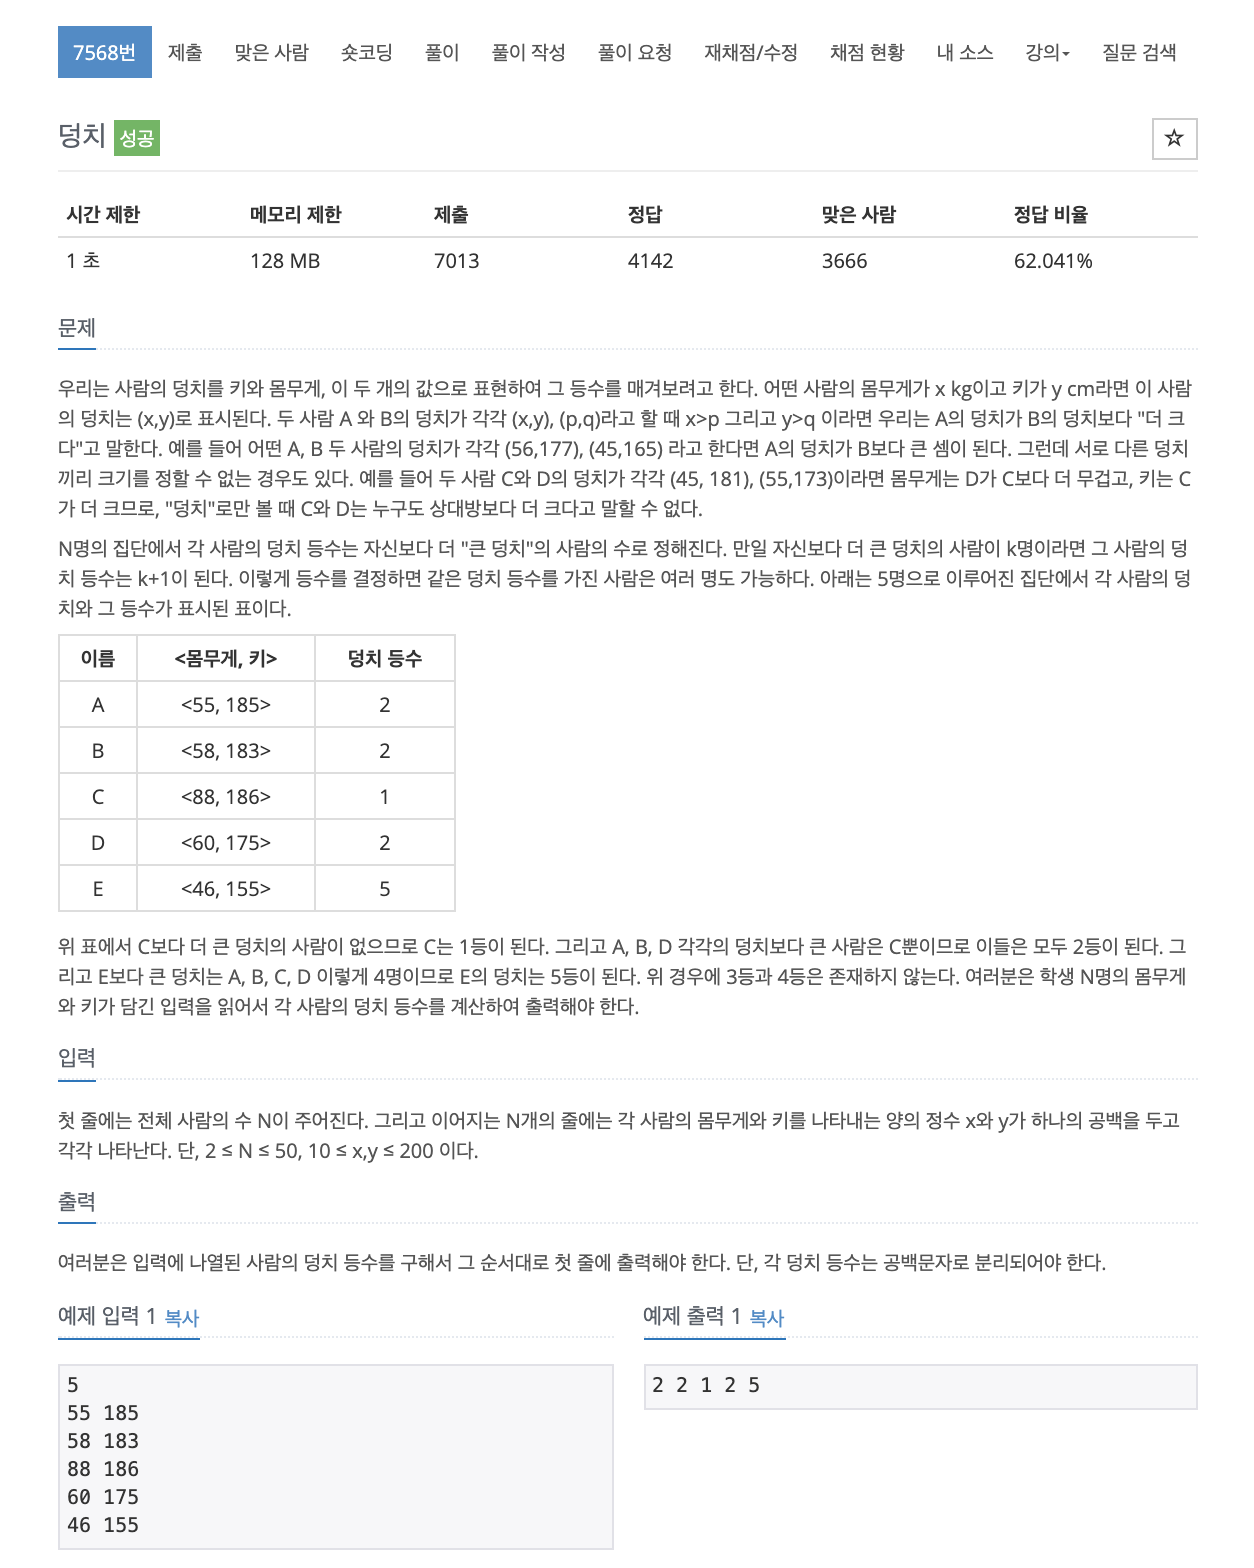 7568번 제출 맞은 사람 숏코딩 풀이 풀이 작성 풀이 요청 재채점/수정 채점 현황 내 소스 강의 질문 검색
덩치 성공
시간 제한 메모리 제한 제출 정답 맞은 사람 정답 비율
1 초 128 MB 7013 4142 3666 62.041%
문제
우리는 사람의 덩치를 키와 몸무게, 이 두 개의 값으로 표현하여 그 등수를 매겨보려고 한다. 어떤 사람의 몸무게가 x kg이고 키가 y cm라면 이 사람
의 덩치는 (x,y)로 표시된다. 두 사람 A 와 B의 덩치가 각각 (x,y), (p,q)라고 할 때 x>p 그리고 y>q 이라면 우리는 A의 덩치가 B의 덩치보다 "더 크
다"고 말한다. 예를 들어 어떤 A, B 두 사람의 덩치가 각각 (56,177), (45,165) 라고 한다면 A의 덩치가 B보다 큰 셈이 된다. 그런데 서로 다른 덩치
끼리 크기를 정할 수 없는 경우도 있다. 예를 들어 두 사람 C와 D의 덩치가 각각 (45, 181), (55,173)이라면 몸무게는 D가 C보다 더 무겁고, 키는 C
가 더 크므로, "덩치"로만 볼 때 C와 D는 누구도 상대방보다 더 크다고 말할 수 없다.
N명의 집단에서 각 사람의 덩치 등수는 자신보다 더 "큰 덩치"의 사람의 수로 정해진다. 만일 자신보다 더 큰 덩치의 사람이 k명이라면 그 사람의 덩
치 등수는 k+1이 된다. 이렇게 등수를 결정하면 같은 덩치 등수를 가진 사람은 여러 명도 가능하다. 아래는 5명으로 이루어진 집단에서 각 사람의 덩
치와 그 등수가 표시된 표이다.
이름 <몸무게, 키> 덩치 등수
A <55, 185> 2
B <58, 183> 2
C <88, 186> 1
D <60, 175> 2
E <46, 155> 5
위 표에서 C보다 더 큰 덩치의 사람이 없으므로 C는 1등이 된다. 그리고 A, B, D 각각의 덩치보다 큰 사람은 C뿐이므로 이들은 모두 2등이 된다. 그
리고 E보다 큰 덩치는 A, B, C, D 이렇게 4명이므로 E의 덩치는 5등이 된다. 위 경우에 3등과 4등은 존재하지 않는다. 여러분은 학생 N명의 몸무게
와 키가 담긴 입력을 읽어서 각 사람의 덩치 등수를 계산하여 출력해야 한다.
입력
첫 줄에는 전체 사람의 수 N이 주어진다. 그리고 이어지는 N개의 줄에는 각 사람의 몸무게와 키를 나타내는 양의 정수 x와 y가 하나의 공백을 두고
각각 나타난다. 단, 2 ≤ N ≤ 50, 10 ≤ x,y ≤ 200 이다.
출력
여러분은 입력에 나열된 사람의 덩치 등수를 구해서 그 순서대로 첫 줄에 출력해야 한다. 단, 각 덩치 등수는 공백문자로 분리되어야 한다.
예제 입력 1 복사
5
55 185
58 183
88 186
60 175
46 155
예제 출력 1 복사
2 2 1 2 5